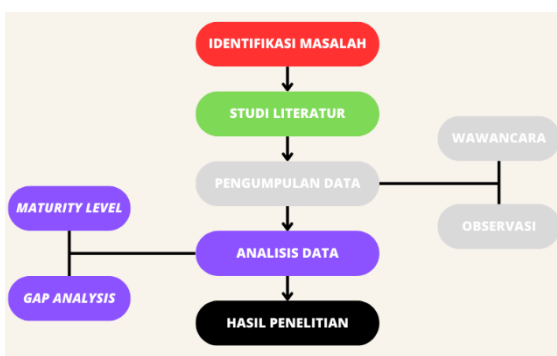 IDENTIFIKASI MASALAH
STUDI LITERATUR
WAWANCARA
PENGUMPULAN DATA
MATURITY LEVEL
OBSERVASI
ANALISIS DATA
GAP ANALYSIS
HASIL PENELITIAN